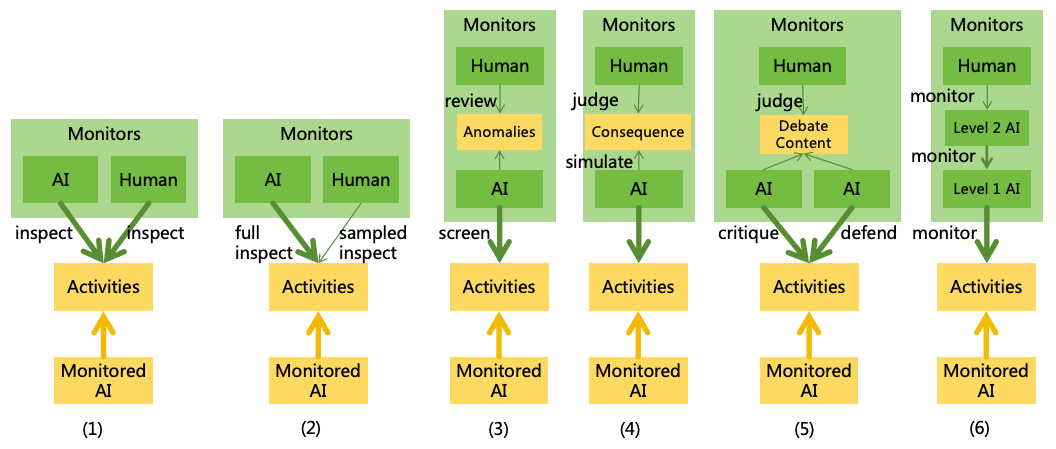 Monitors
AI
Human
inspect
inspect
Activities
Monitored
AI
(1)
Monitors
AI
Human
full
inspect
sampled
inspect
Activities
Monitored
AI
(2)
Monitors
Human
review
Anomalies
AI
screen
Activities
Monitored
AI
(3)
Monitors
Human
judge
Consequence
simulate
AI
Activities
Monitored
AI
(4)
Monitors
Human
judge
Debate
Content
AI
AI
critique
defend
Activities
Monitored
AI
(5)
Monitors
Human
monitor
Level 2 AI
monitor
Level 1 AI
monitor
Activities
Monitored
AI
(6)